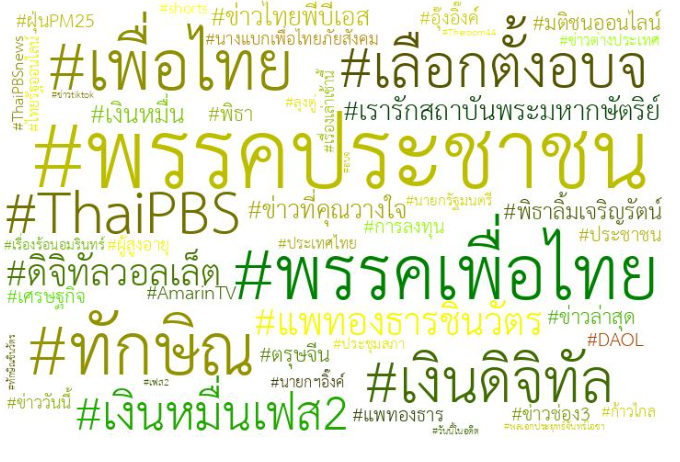 #ฝุ่นPM25
#shorts
#ข่าวไทยพีบีเอส
#อุ๊งอิ๊งค์
#มติชนออนไลน์
#Theroom44
#นางแบกเพื่อไทยภัยสังคม
#ข่าวต่างประเทศ
#ThaiPBSnews
#ไทยรัฐออนไลน์
#เพื่อไทย
#เลือกตั้งอบจ
#ข่าวtiktok
#เงินหมื่น
#พิธา
#ลุงตู่
#เรื่องเล่าเช้านี้
#เรารักสถาบันพระมหากษัตริย์
#พรรคประชาชน
#อบจ
#ThaiPBS
#ข่าวที่คุณวางใจ
#นายกรัฐมนตรี
#พิธาลิ้มเจริญรัตน์
#การลงทุน
#ประชาชน
#เรื่องร้อนอมรินทร์
#ผู้สูงอายุ
#ประเทศไทย
#ดิจิทัลวอลเล็ต
#พรรคเพื่อไทย
#เศรษฐกิจ
#AmarinTV
#แพทองธารชินวัตร
#ข่าวล่าสุด
#ทักษิณชินวัตร
#ทักษิณ
#ประชุมสภา
#DAOL
#ตรุษจีน
#เฟส2
#นายกฯอิ๊งค์
#เงินดิจิทัล
#ข่าววันนี้
#เงินหมื่นเฟส2
#แพทองธาร
#ข่าวช่อง3
#ก้าวไกล
#วันนี้ในอดีต
#พลเอกประยุทธ์จันทร์โอชา